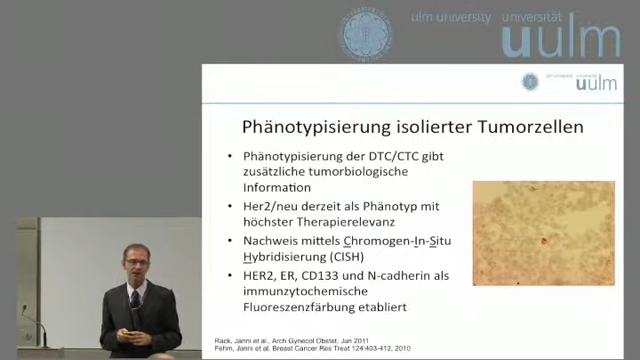 ulm university universität
uulm
uulm
Phänotypisierung isolierter Tumorzellen
• Phänotypisierung der DTC/CTC gibt
zusätzliche tumorbiologische
Information
• Her2/neu derzeit als Phänotyp mit
höchster Therapierelevanz
• Nachweis mittels Chromogen-In-Situ
Hybridisierung (CISH)
• HER2, ER, CD133 und N-cadherin als
immunzytochemische
Fluoreszenzfärbung etabliert
Rack, Janni et al., Arch Gynecol Obstet, Jun 2011
Fehm, Janni et al. Breast Cancer Res Treat 124:403-412, 2010